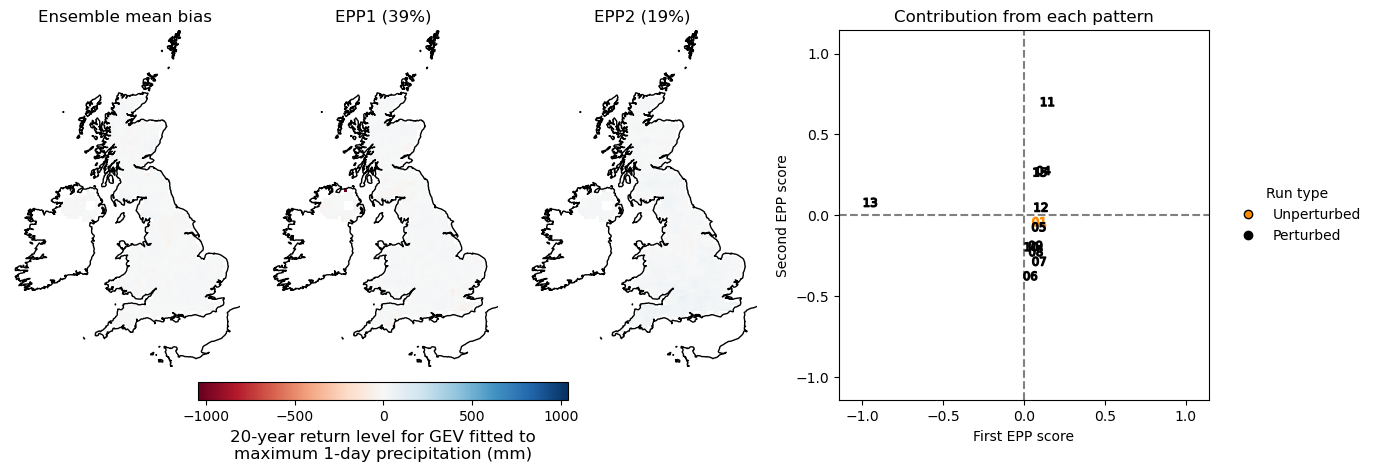 Ensemble mean bias
EPP1 (39%)
EPP2 (19%)
−1000
−500
0
500
1000
20-year return level for GEV fitted to
maximum 1-day precipitation (mm)
Contribution from each pattern
Second EPP score
1.0
0.5
0.0
−0.5
−1.0
11
04
13
12
01
05
07
06
−1.0
−0.5
0.0
0.5
1.0
First EPP score
Run type
Unperturbed
Perturbed